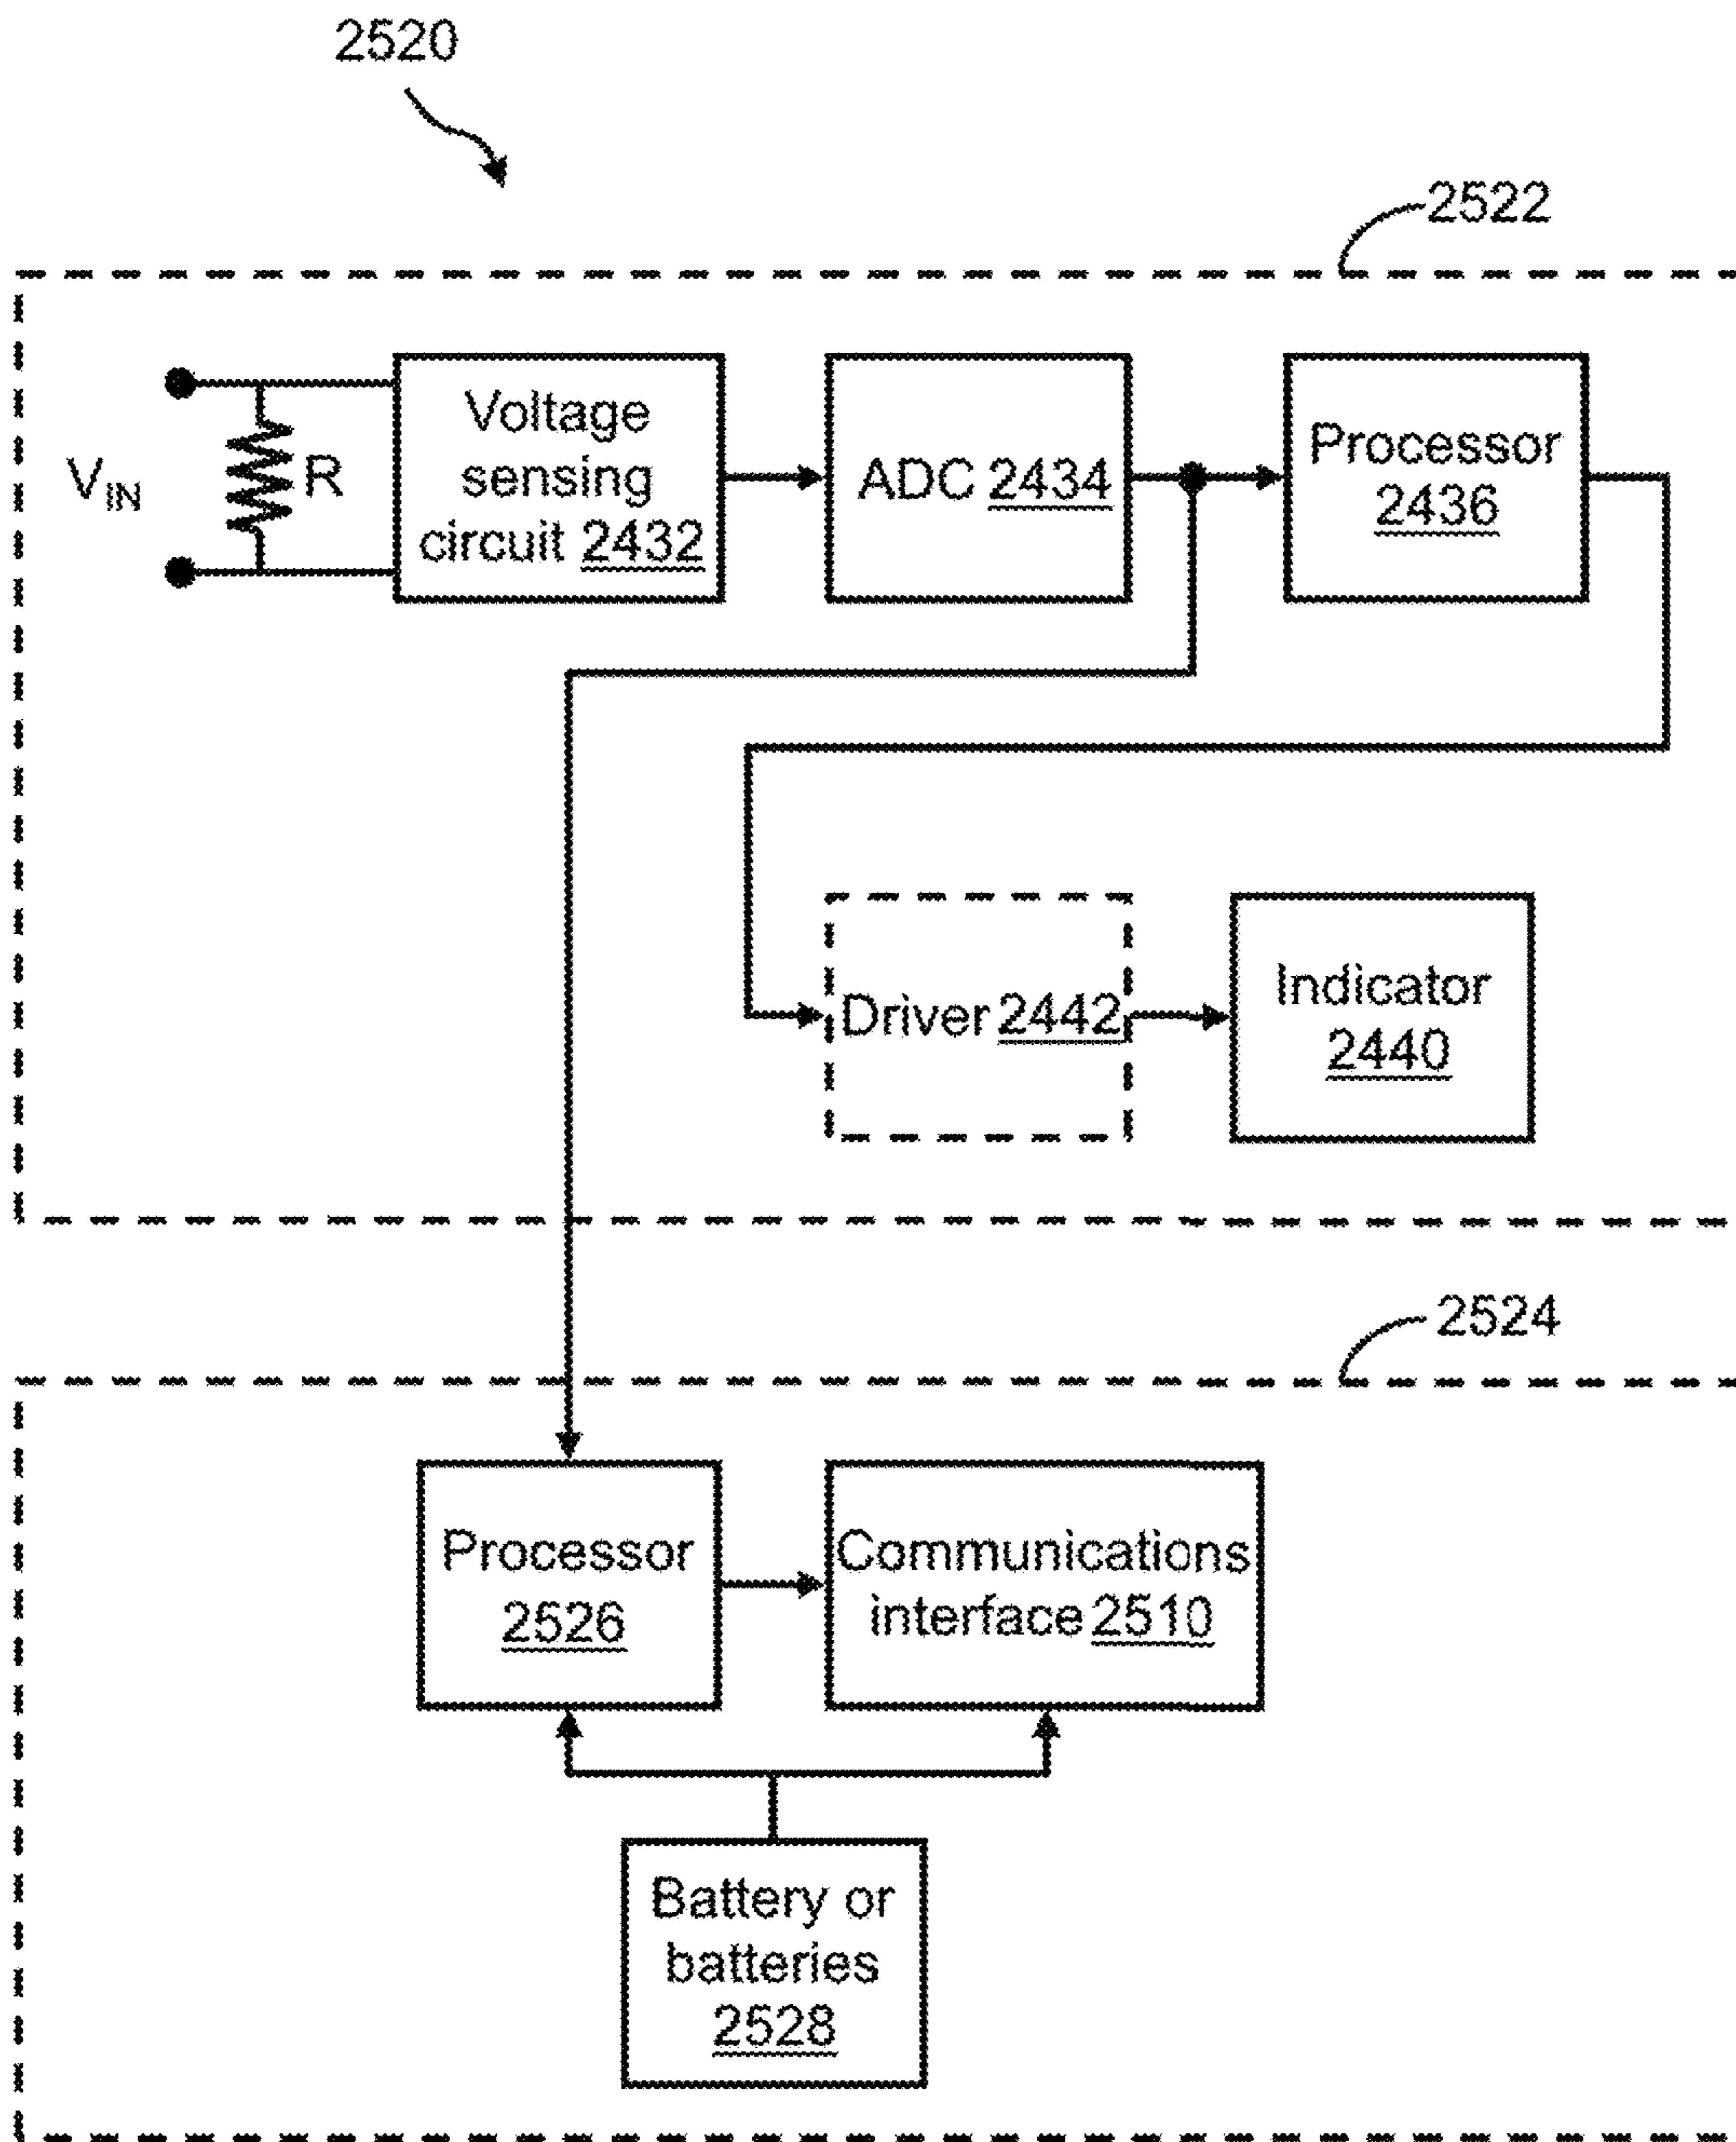 2520
2522
Voltage
sensing
circuit 2432
ADC 2434
Processor
2436
V_IN
R
Driver 2442
Indicator
2440
2524
Processor
2526
Communications
interface 2510
Battery or
batteries
2528